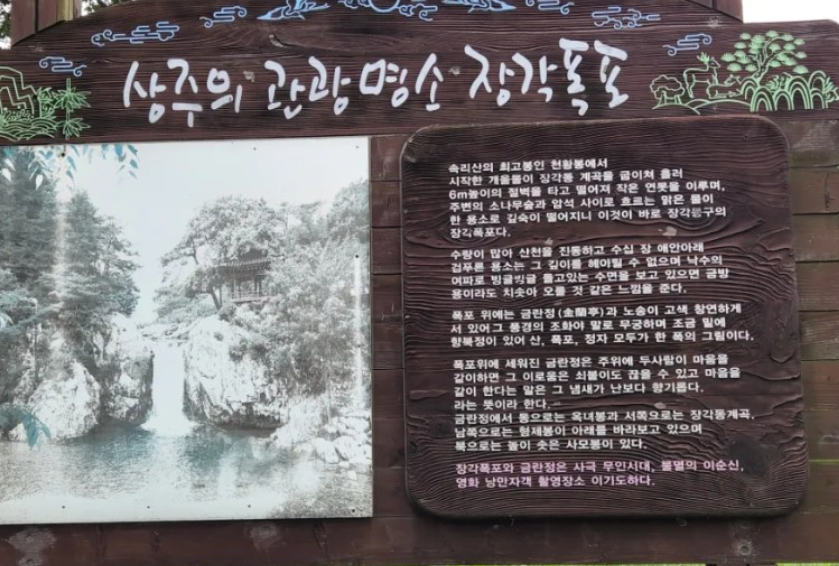 상주의 관광명소 장각폭포
속리산의 최고봉인 천황봉에서
시작한 개울물이 장각동 계곡을 굽이쳐 흘러
6m높이의 절벽을 타고 떨어져 작은 연못을 이루며,
주변의 소나무숲과 암석 사이로 흐르는 맑은 물이
한 용소로 깊숙이 떨어지니 이것이 바로 장각동구의
장각폭포다.
수량이 많아 산천을 진동하고 수십 장 애안아래
검푸른 용소는 그 깊이를 헤아릴 수 없으며 낙수의
여파로 빙글빙글 돌고있는 수면을 보고 있으면 금방
용이라도 치솟아 오를 것 같은 느낌을 준다.
폭포 위에는 금란정(金蘭亭)과 노송이 고색 창연하게
서 있어그 풍경의 조화야 말로 무궁하며 조금 밑에
향북정이 있어 산, 폭포, 정자 모두가 한 폭의 그림이다.
폭포위에 세워진 금란정은 주위에 두사람이 마음을
같이하면 그 이로움은 쇠붙이도 끊을 수 있고 마음을
같이 한다는 말은 그 냄새가 난보다 향기롭다.
라는 뜻이라 한다.
금란정에서 동으로는 옥녀봉과 서쪽으로는 장각동계곡,
남쪽으로는 형제봉이 아래를 바라보고 있으며
북으로는 높이 솟은 사모봉이 있다.
장각폭포와 금란정은 사극 무인시대, 불멸의 이순신,
영화 낭만자객 촬영장소 이기도하다.